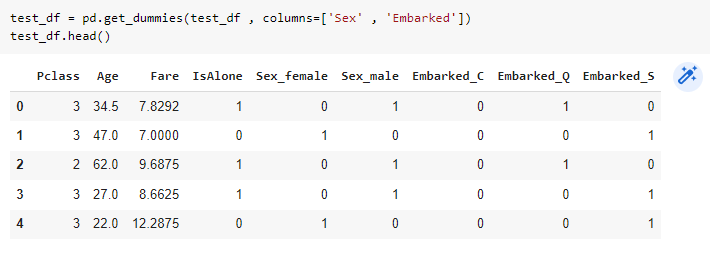 test_df = pd.get_dummies(test_df , columns=['Sex' , 'Embarked'])
test_df.head()
Pclass Age Fare IsAlone Sex_female Sex_male Embarked_C Embarked_Q Embarked_S
0 3 34.5 7.8292 1 0 1 0 1 0
1 3 47.0 7.0000 0 1 0 0 0 1
2 2 62.0 9.6875 1 0 1 0 1 0
3 3 27.0 8.6625 1 0 1 0 0 1
4 3 22.0 12.2875 0 1 0 0 0 1